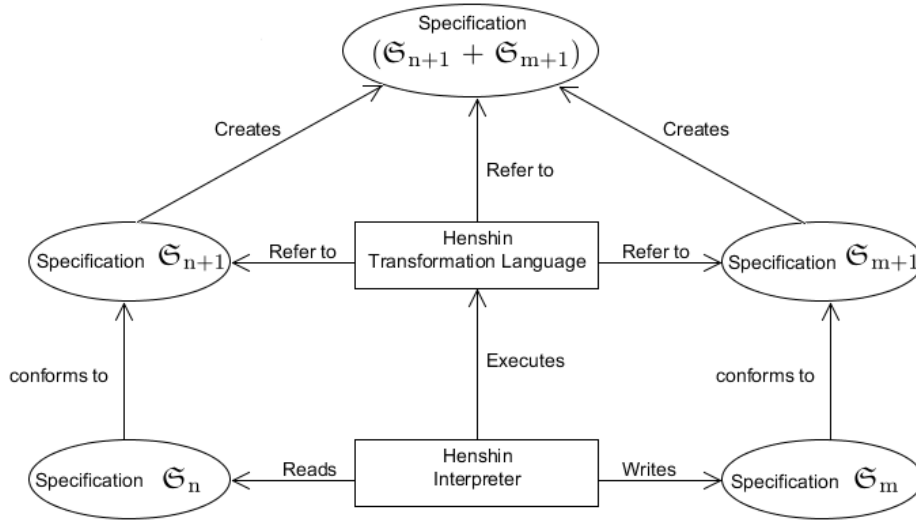 Specification
(𝔖n+1 + 𝔖m+1)
Creates
Creates
Refer to
Specification 𝔖n+1
Refer to
Henshin
Transformation Language
Refer to
Specification 𝔖m+1
conforms to
Executes
conforms to
Specification 𝔖n
Reads
Henshin
Interpreter
Writes
Specification 𝔖m